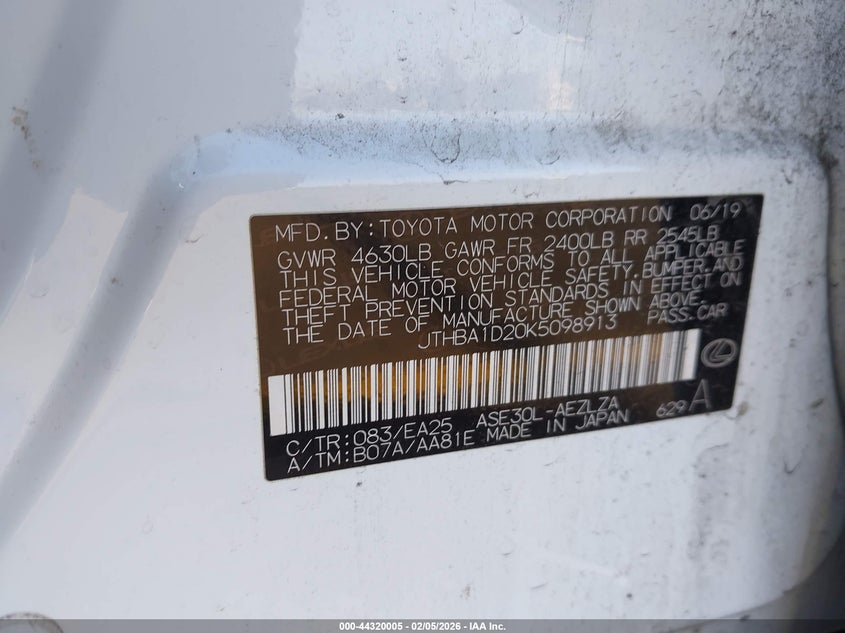 MFD. BY: TOYOTA MOTOR CORPORATION 06/19
GVWR 4630LB GAWR FR 2400LB RR 2545LB
THIS VEHICLE CONFORMS TO ALL APPLICABLE
FEDERAL MOTOR VEHICLE SAFETY, BUMPER, AND
THEFT PREVENTION STANDARDS IN EFFECT ON
THE DATE OF MANUFACTURE SHOWN ABOVE.
JTHBA1D20K5098913 PASS. CAR
C/TR: 083/EA25 ASE30L-AEZLZA
A/TM: B07A/AA81E MADE IN JAPAN 629 A
000-44320005 - 02/05/2026 - IAA Inc.